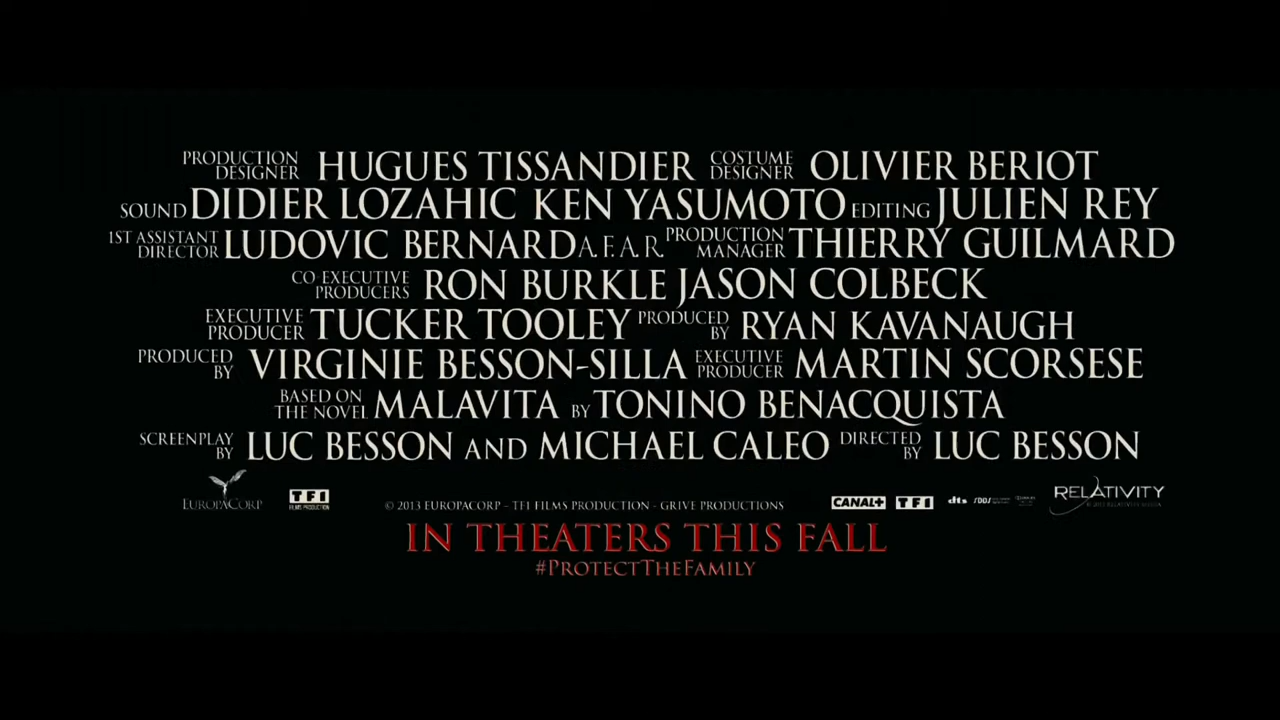 PRODUCTION DESIGNER HUGUES TISSANDIER COSTUME DESIGNER OLIVIER BERIOT
SOUND DIDIER LOZAHIC KEN YASUMOTO EDITING JULIEN REY
1ST ASSISTANT DIRECTOR LUDOVIC BERNARD A.F.A.R. PRODUCTION MANAGER THIERRY GUILMARD
CO-EXECUTIVE PRODUCERS RON BURKLE JASON COLBECK
EXECUTIVE PRODUCER TUCKER TOOLEY PRODUCED BY RYAN KAVANAUGH
PRODUCED BY VIRGINIE BESSON-SILLA EXECUTIVE PRODUCER MARTIN SCORSESE
BASED ON THE NOVEL MALAVITA BY TONINO BENACQUISTA
SCREENPLAY BY LUC BESSON AND MICHAEL CALEO DIRECTED BY LUC BESSON
EUROPACORP TF1 FILMS PRODUCTION © 2013 EUROPACORP - TF1 FILMS PRODUCTION - GRIVE PRODUCTIONS CANAL+ TF1 dts RELATIVITY
IN THEATERS THIS FALL
#PROTECTTHEFAMILY